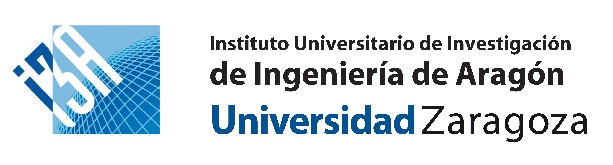 i3A
Instituto Universitario de Investigación
de Ingeniería de Aragón
Universidad Zaragoza